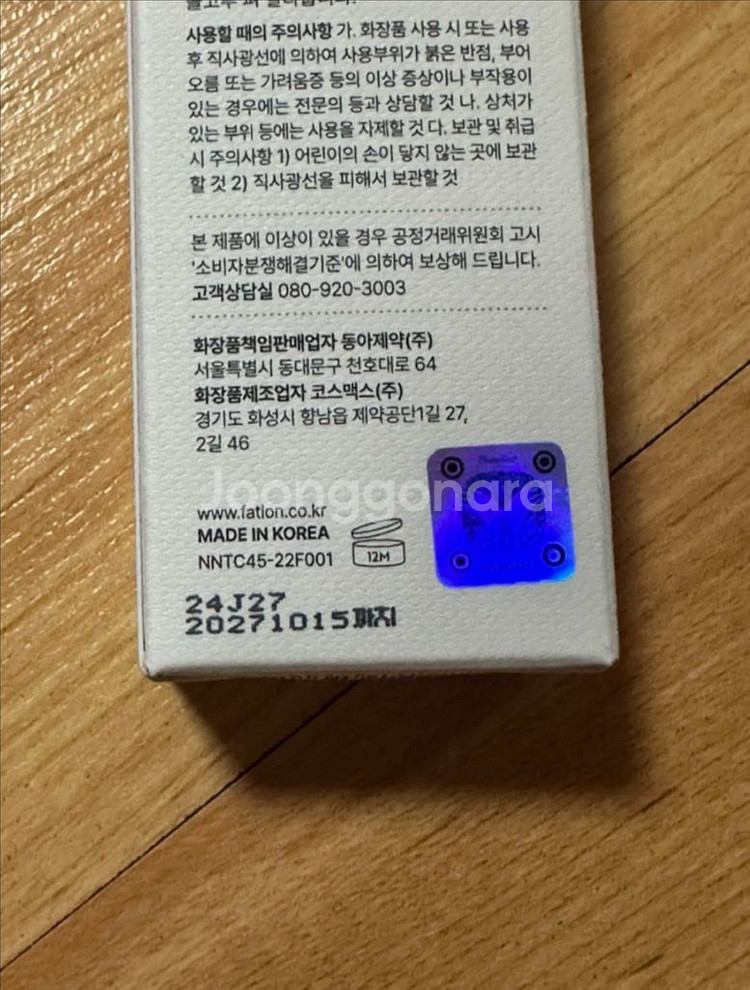 사용할 때의 주의사항 가. 화장품 사용 시 또는 사용
후 직사광선에 의하여 사용부위가 붉은 반점, 부어
오름 또는 가려움증 등의 이상 증상이나 부작용이
있는 경우에는 전문의 등과 상담할 것 나. 상처가
있는 부위 등에는 사용을 자제할 것 다. 보관 및 취급
시 주의사항 1) 어린이의 손이 닿지 않는 곳에 보관
할 것 2) 직사광선을 피해서 보관할 것
본 제품에 이상이 있을 경우 공정거래위원회 고시
'소비자분쟁해결기준'에 의하여 보상해 드립니다.
고객상담실 080-920-3003
화장품책임판매업자 동아제약(주)
서울특별시 동대문구 천호대로 64
화장품제조업자 코스맥스(주)
경기도 화성시 향남읍 제약공단1길 27,
2길 46
Joonggonara
www.fation.co.kr
MADE IN KOREA
NNTC45-22F001
12M
24J27
20271015까지